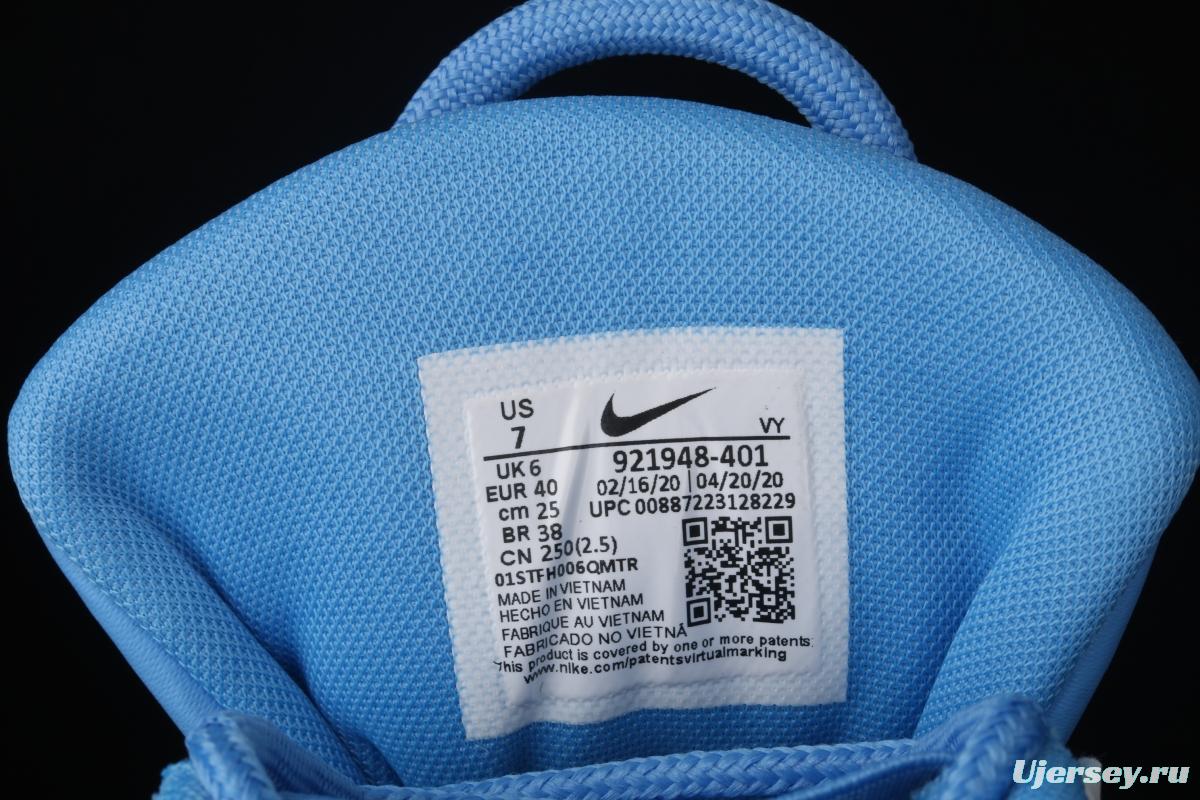 US
7
VY
UK 6
921948-401
EUR 40
02/16/20 | 04/20/20
cm 25
UPC 00887223128229
BR 38
CN 250(2.5)
01STFH006QMTR
MADE IN VIETNAM
HECHO EN VIETNAM
FABRIQUE AU VIETNAM
FABRICADO NO VIETNÃ
This product is covered by one or more patents:
www.nike.com/patentsvirtualmarking
Ujersey.ru